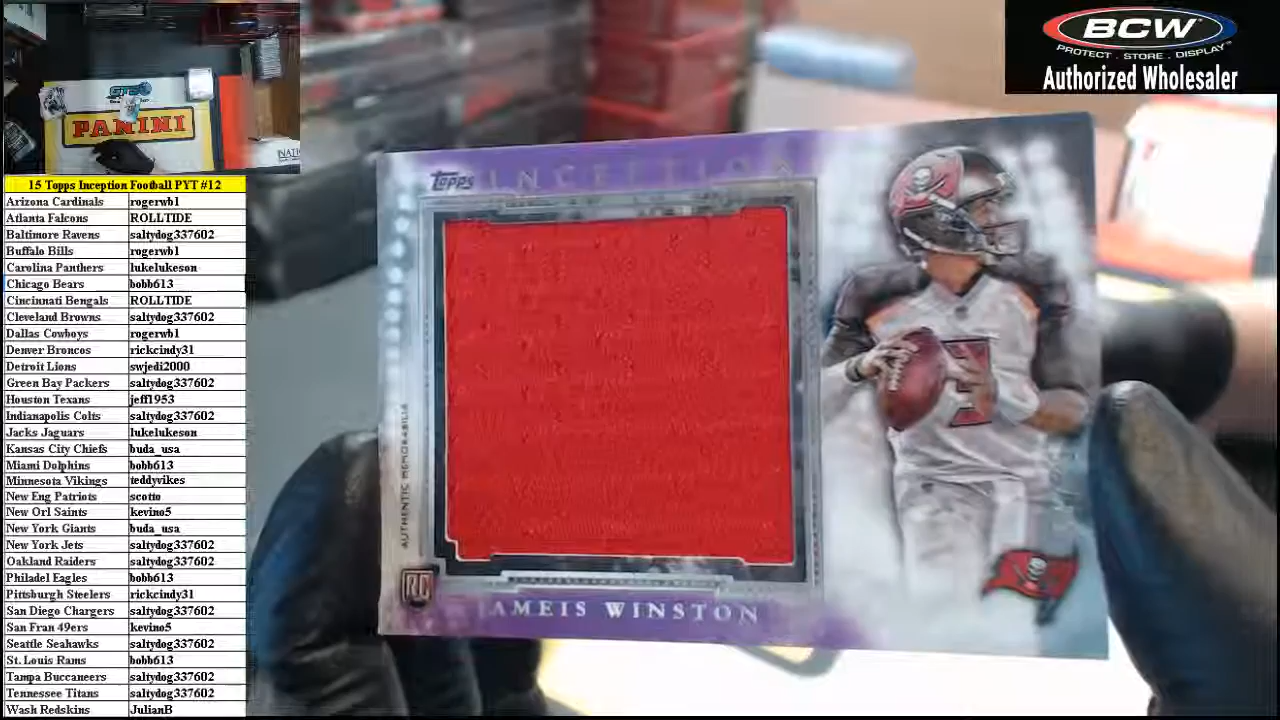 BCW
PROTECT . STORE . DISPLAY
Authorized Wholesaler
PANINI
15 Topps Inception Football PYT #12
Arizona Cardinals rogerwb1
Atlanta Falcons ROLLTIDE
Baltimore Ravens saltydog337602
Buffalo Bills rogerwb1
Carolina Panthers lukelukeson
Chicago Bears bobb613
Cincinnati Bengals ROLLTIDE
Cleveland Browns saltydog337602
Dallas Cowboys rogerwb1
Denver Broncos rickcindy31
Detroit Lions swjedi2000
Green Bay Packers saltydog337602
Houston Texans jeff1953
Indianapolis Colts saltydog337602
Jacks Jaguars lukelukeson
Kansas City Chiefs buda_usa
Miami Dolphins bobb613
Minnesota Vikings teddyvikes
New Eng Patriots scotto
New Orl Saints kevino5
New York Giants buda_usa
New York Jets saltydog337602
Oakland Raiders saltydog337602
Philadel Eagles bobb613
Pittsburgh Steelers rickcindy31
San Diego Chargers saltydog337602
San Fran 49ers kevino5
Seattle Seahawks saltydog337602
St. Louis Rams bobb613
Tampa Buccaneers saltydog337602
Tennessee Titans saltydog337602
Wash Redskins JulianB
Topps INCEPTION
AUTHENTIC MEMORABILIA
RC
AMEIS WINSTON
3